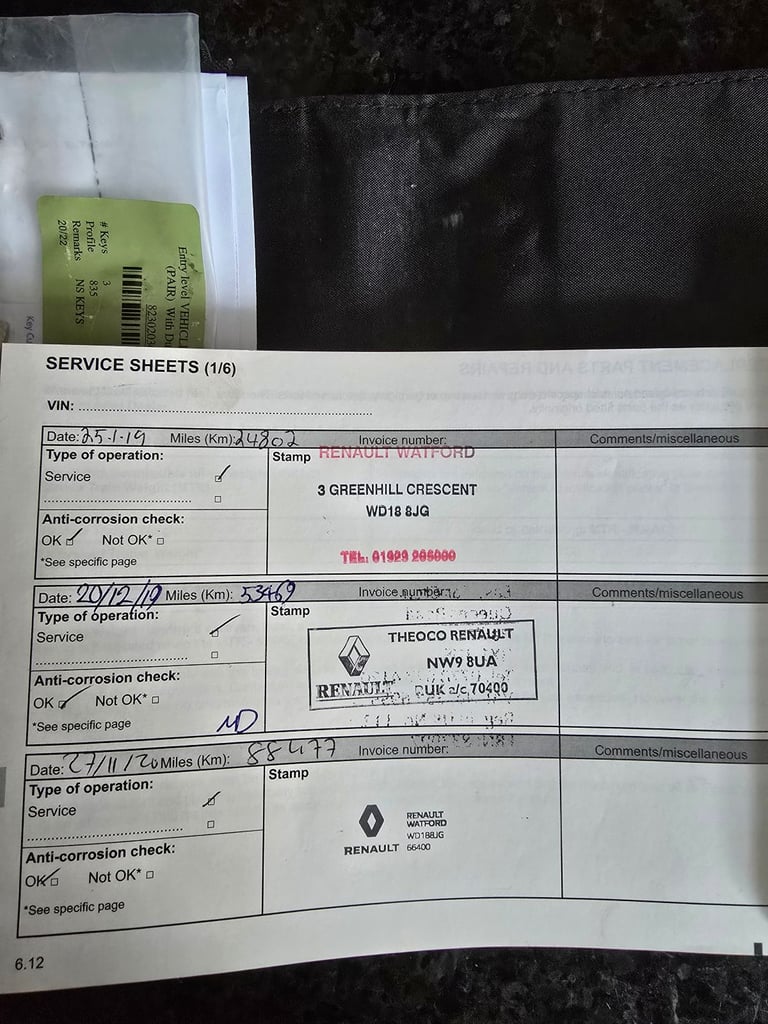 Entry level VEHICL
(PAIR) With D
8230203
# Keys 3
Profile 835
Remarks NS KEYS
20/22
SERVICE SHEETS (1/6)
VIN:
Date: 25·1·19 Miles (Km): 24802 Invoice number: Comments/miscellaneous
Type of operation:
Service
Stamp RENAULT WATFORD
3 GREENHILL CRESCENT
WD18 8JG
Anti-corrosion check:
OK Not OK*
*See specific page
TEL: 01923 206000
Date: 20/12/19 Miles (Km): 53469 Invoice number: Comments/miscellaneous
Type of operation:
Service
Stamp
THEOCO RENAULT
NW9 8UA
RENAULT RUK a/c 70400
Anti-corrosion check:
OK Not OK*
*See specific page
MD
Date: 27/11/20 Miles (Km): 88477 Invoice number: Comments/miscellaneous
Type of operation:
Service
Stamp
RENAULT
RENAULT
WATFORD
WD188JG
66400
Anti-corrosion check:
OK Not OK*
*See specific page
6.12